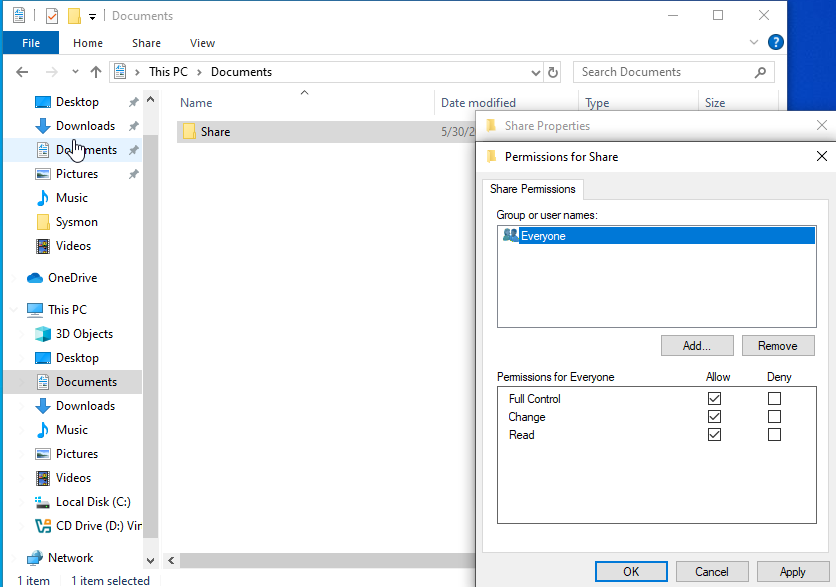 Documents
File Home Share View
This PC > Documents
Search Documents
Desktop
Downloads
Documents
Pictures
Music
Sysmon
Videos
OneDrive
This PC
3D Objects
Desktop
Documents
Downloads
Music
Pictures
Videos
Local Disk (C:)
CD Drive (D:) Vir
Network
Name Date modified Type Size
Share 5/30/2
1 item 1 item selected
Share Properties
Permissions for Share
Share Permissions
Group or user names:
Everyone
Add... Remove
Permissions for Everyone Allow Deny
Full Control
Change
Read
OK Cancel Apply